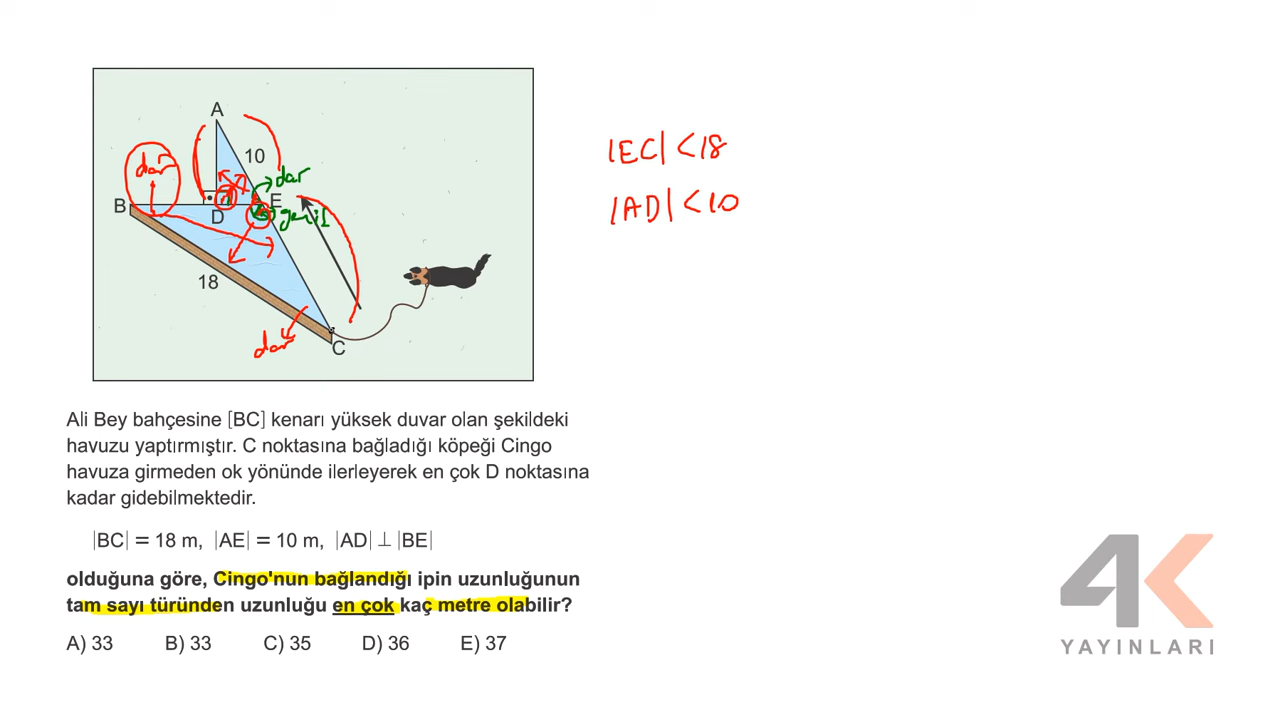 A
10
dar
dar
B
D
E
genil
18
dar
C
|EC| < 18
|AD| < 10
Ali Bey bahçesine [BC] kenarı yüksek duvar olan şekildeki
havuzu yaptırmıştır. C noktasına bağladığı köpeği Cingo
havuza girmeden ok yönünde ilerleyerek en çok D noktasına
kadar gidebilmektedir.
|BC| = 18 m, |AE| = 10 m, |AD| ⊥ |BE|
olduğuna göre, Cingo'nun bağlandığı ipin uzunluğunun
tam sayı türünden uzunluğu en çok kaç metre olabilir?
A) 33 B) 33 C) 35 D) 36 E) 37
4K
YAYINLARI